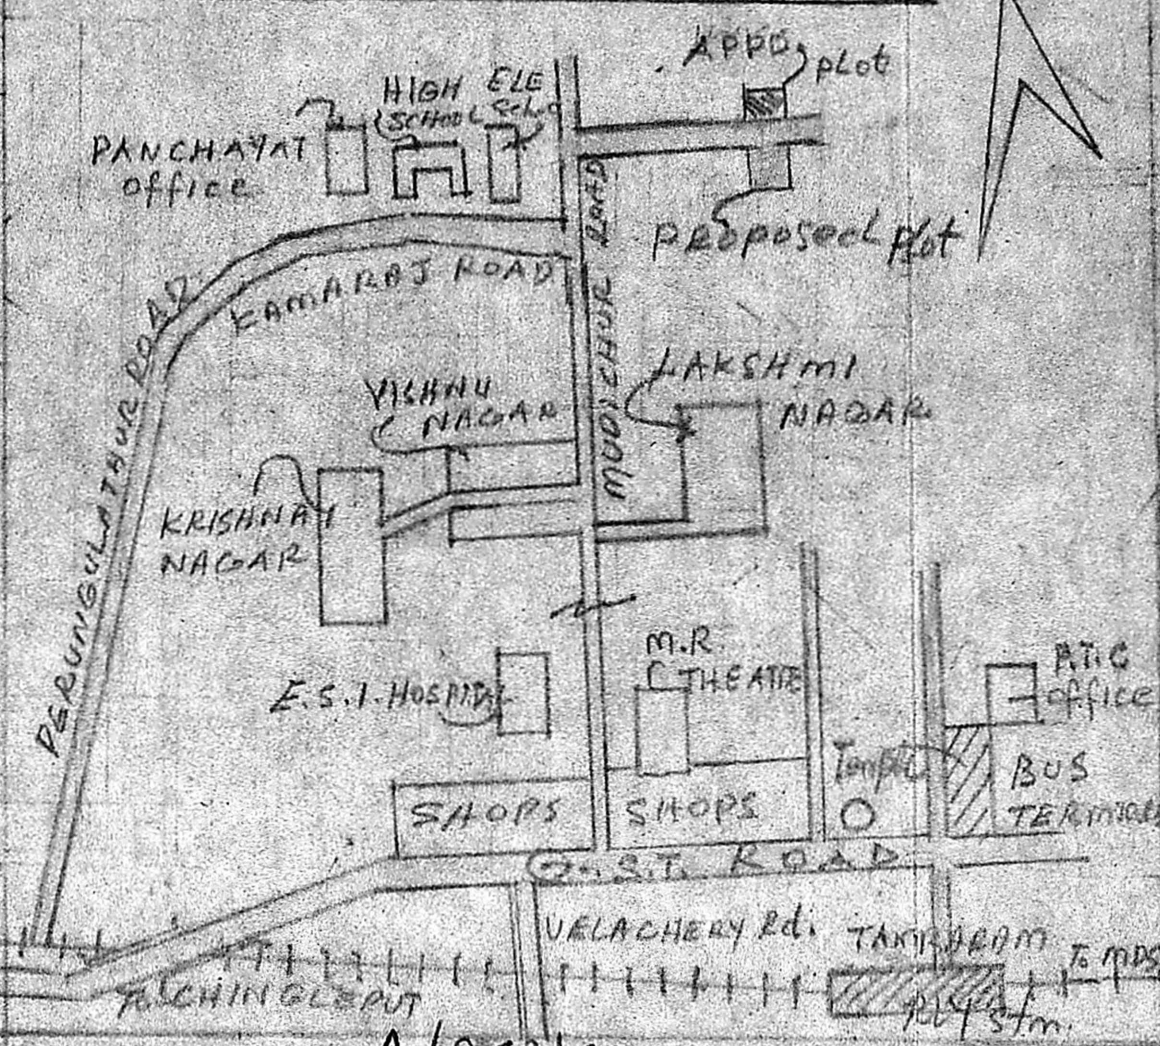 APPD
plot
HIGH
SCHOOL
ELE
School
PANCHAYAT
office
ROAD
proposed plot
KAMARAJ ROAD
PERUNGULATHUR ROAD
MUDICHUR
LAKSHMI
NAGAR
VISHNU
NAGAR
KRISHNA
NAGAR
M.R.
THEATRE
E.S.I. HOSPITAL
office
Temple
BUS
SHOPS
SHOPS
G.S.T. ROAD
VELACHERY Rd.
TAMBARAM
To MDS
To CHINGLEPUT
Rly stn.